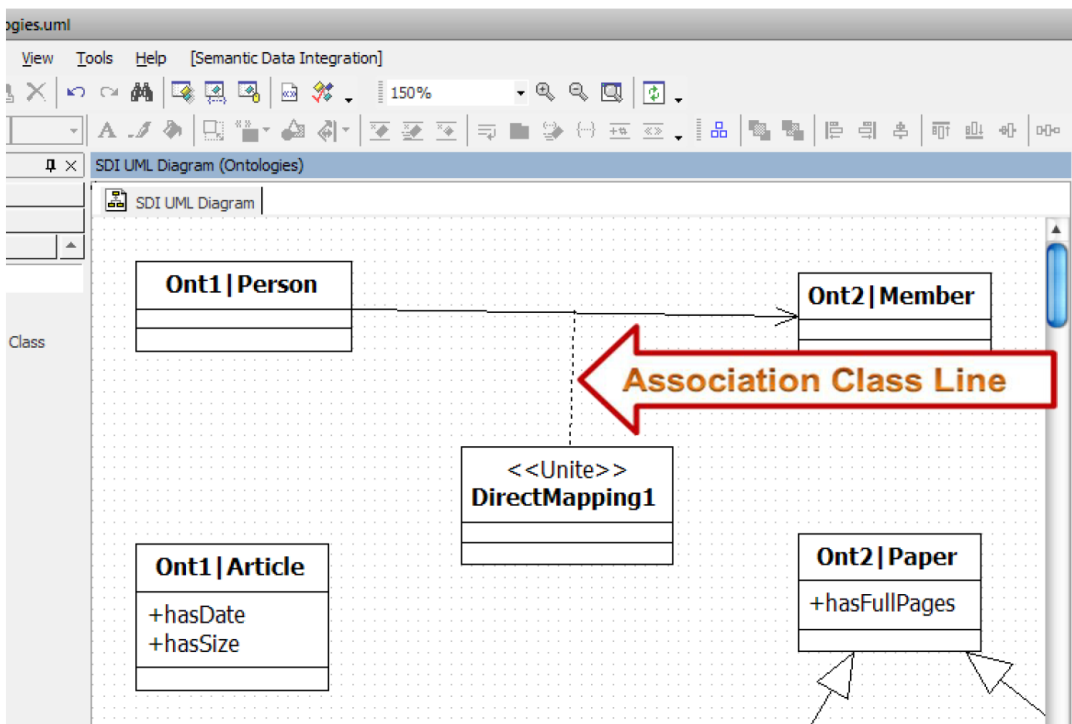 ogies.uml
View Tools Help [Semantic Data Integration]
150%
SDI UML Diagram (Ontologies)
SDI UML Diagram
Ont1|Person
Ont2|Member
Class
Association Class Line
<<Unite>>
DirectMapping1
Ont1|Article
+hasDate
+hasSize
Ont2|Paper
+hasFullPages